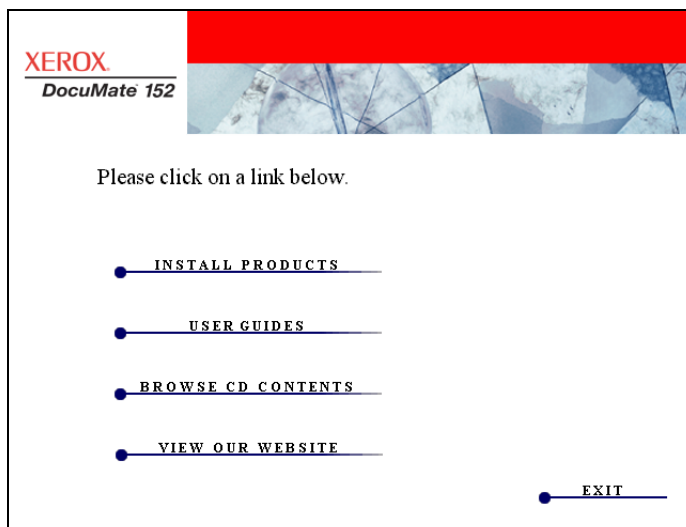 XEROX.
DocuMate 152
Please click on a link below.
INSTALL PRODUCTS
USER GUIDES
BROWSE CD CONTENTS
VIEW OUR WEBSITE
EXIT